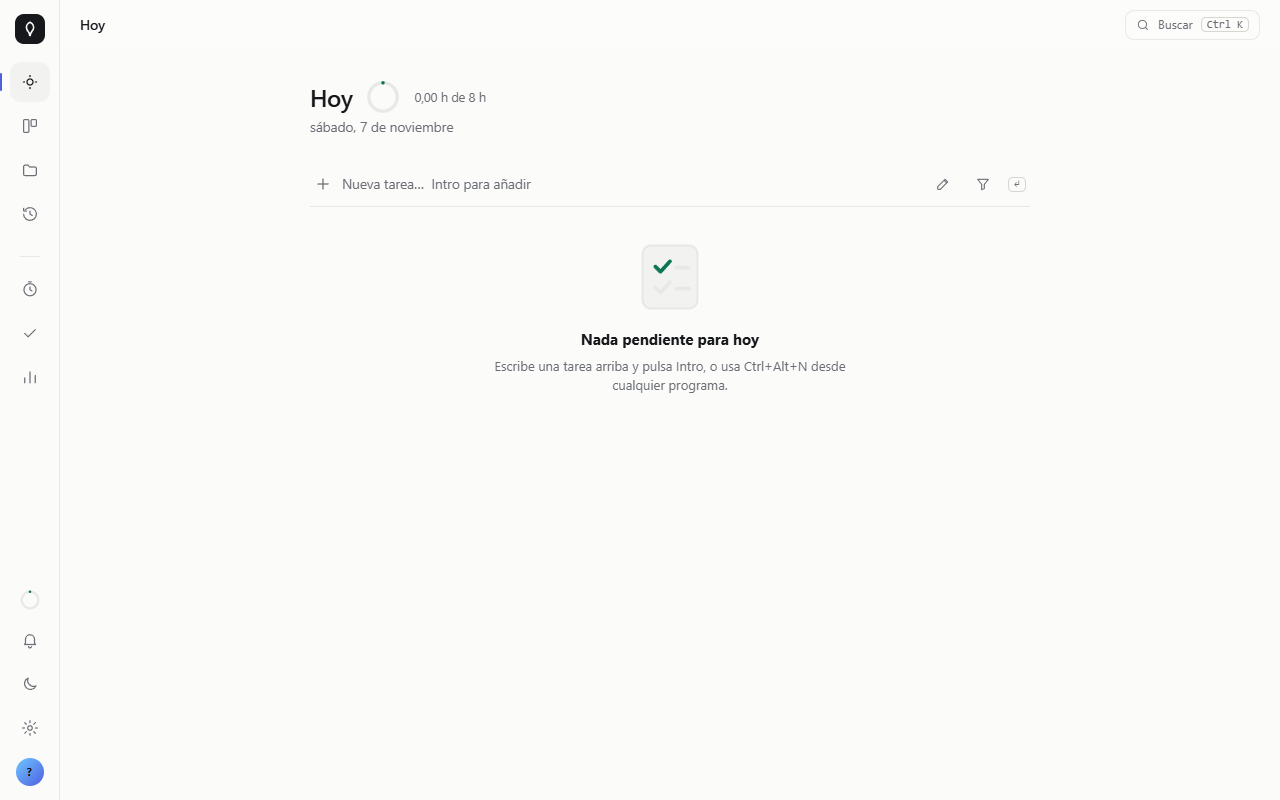 Hoy
Buscar Ctrl K
Hoy
0,00 h de 8 h
sábado, 7 de noviembre
Nueva tarea... Intro para añadir
Nada pendiente para hoy
Escribe una tarea arriba y pulsa Intro, o usa Ctrl+Alt+N desde
cualquier programa.
?